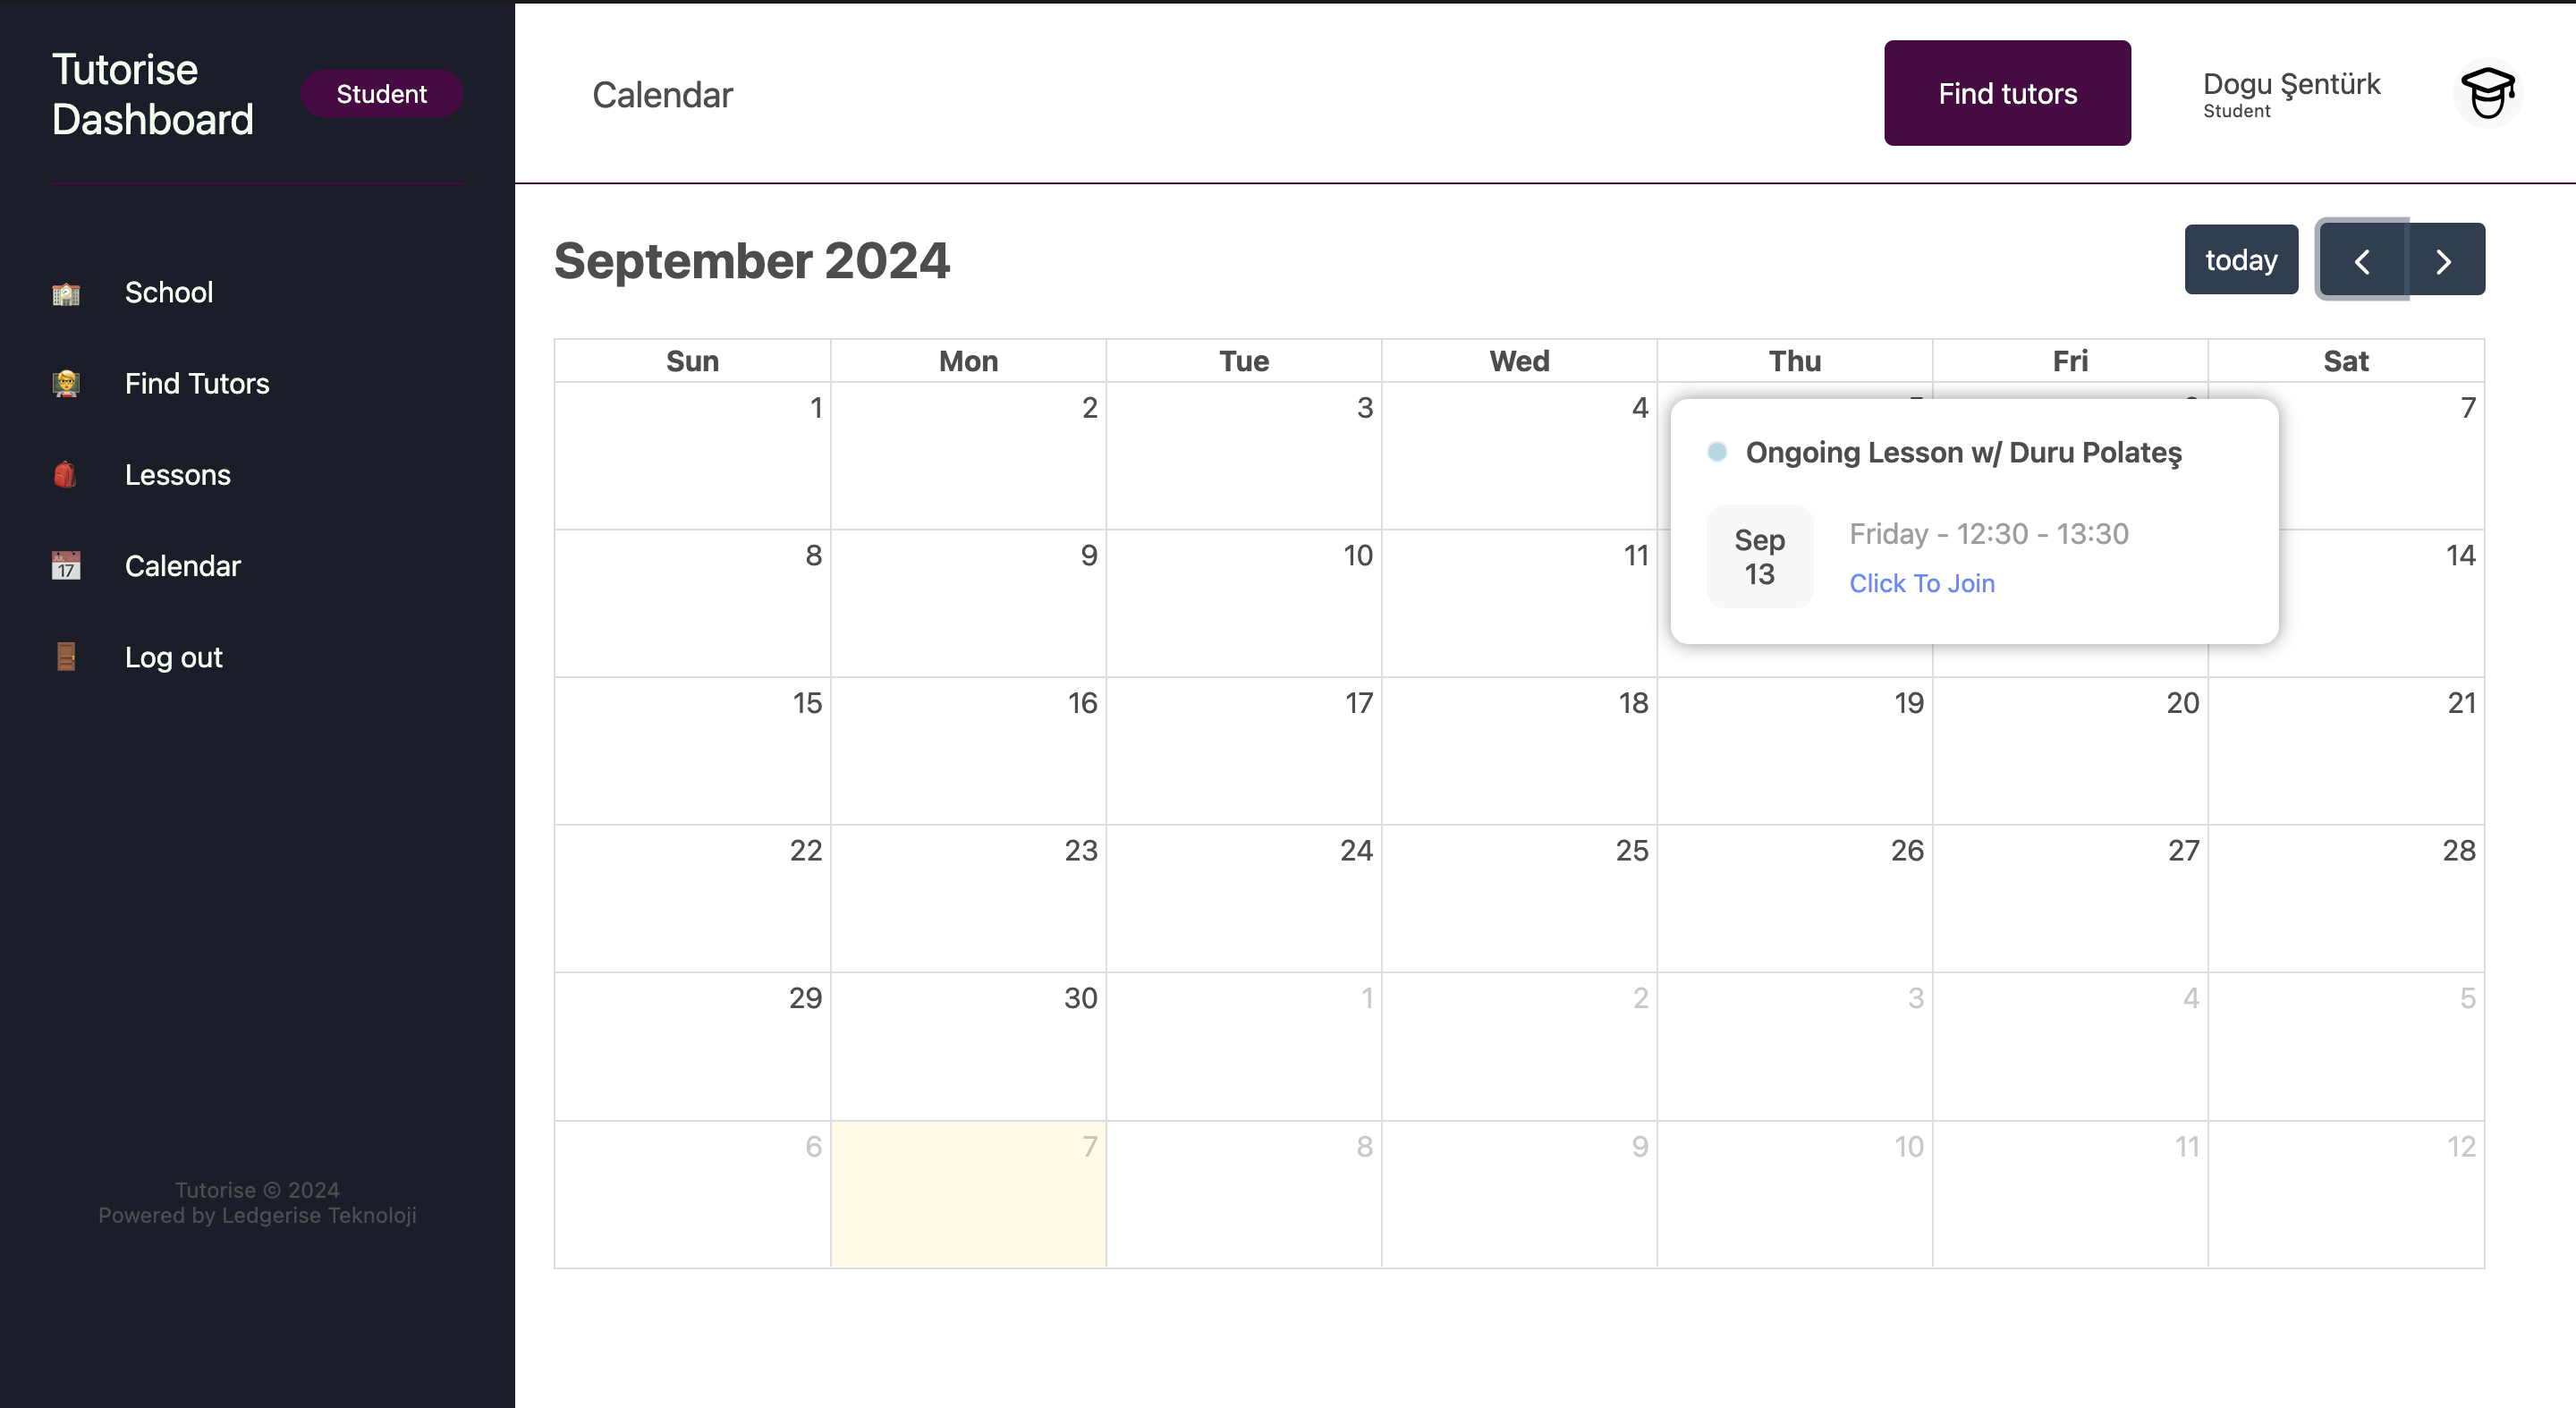 Tutorise
Dashboard
Student
School
Find Tutors
Lessons
Calendar
Log out
Tutorise © 2024
Powered by Ledgerise Teknoloji
Calendar
Find tutors
Dogu Şentürk
Student
September 2024
today
Sun Mon Tue Wed Thu Fri Sat
1 2 3 4 7
Ongoing Lesson w/ Duru Polateş
Sep
13
Friday - 12:30 - 13:30
Click To Join
8 9 10 11 14
15 16 17 18 19 20 21
22 23 24 25 26 27 28
29 30 1 2 3 4 5
6 7 8 9 10 11 12